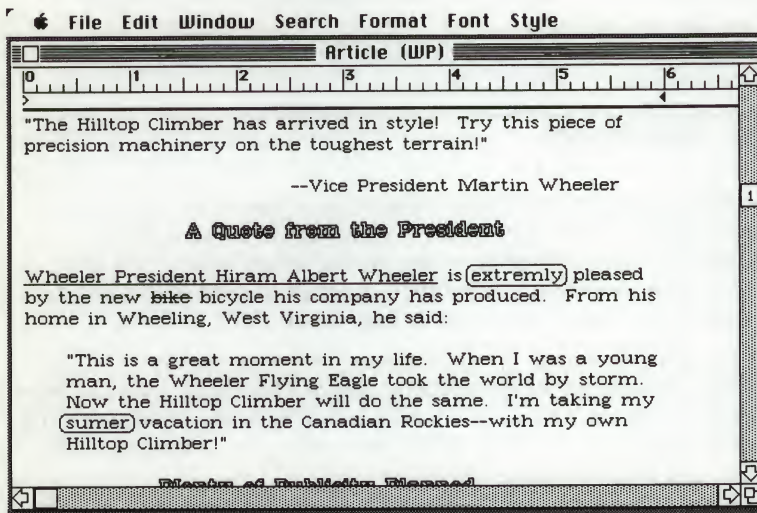 File Edit Window Search Format Font Style
Article (WP)
0 1 2 3 4 5 6
"The Hilltop Climber has arrived in style! Try this piece of
precision machinery on the toughest terrain!"
--Vice President Martin Wheeler
1
A Quote from the President
Wheeler President Hiram Albert Wheeler is extremly pleased
by the new bike bicycle his company has produced. From his
home in Wheeling, West Virginia, he said:
"This is a great moment in my life. When I was a young
man, the Wheeler Flying Eagle took the world by storm.
Now the Hilltop Climber will do the same. I'm taking my
sumer vacation in the Canadian Rockies--with my own
Hilltop Climber!"
Plenty of Publicity Planned